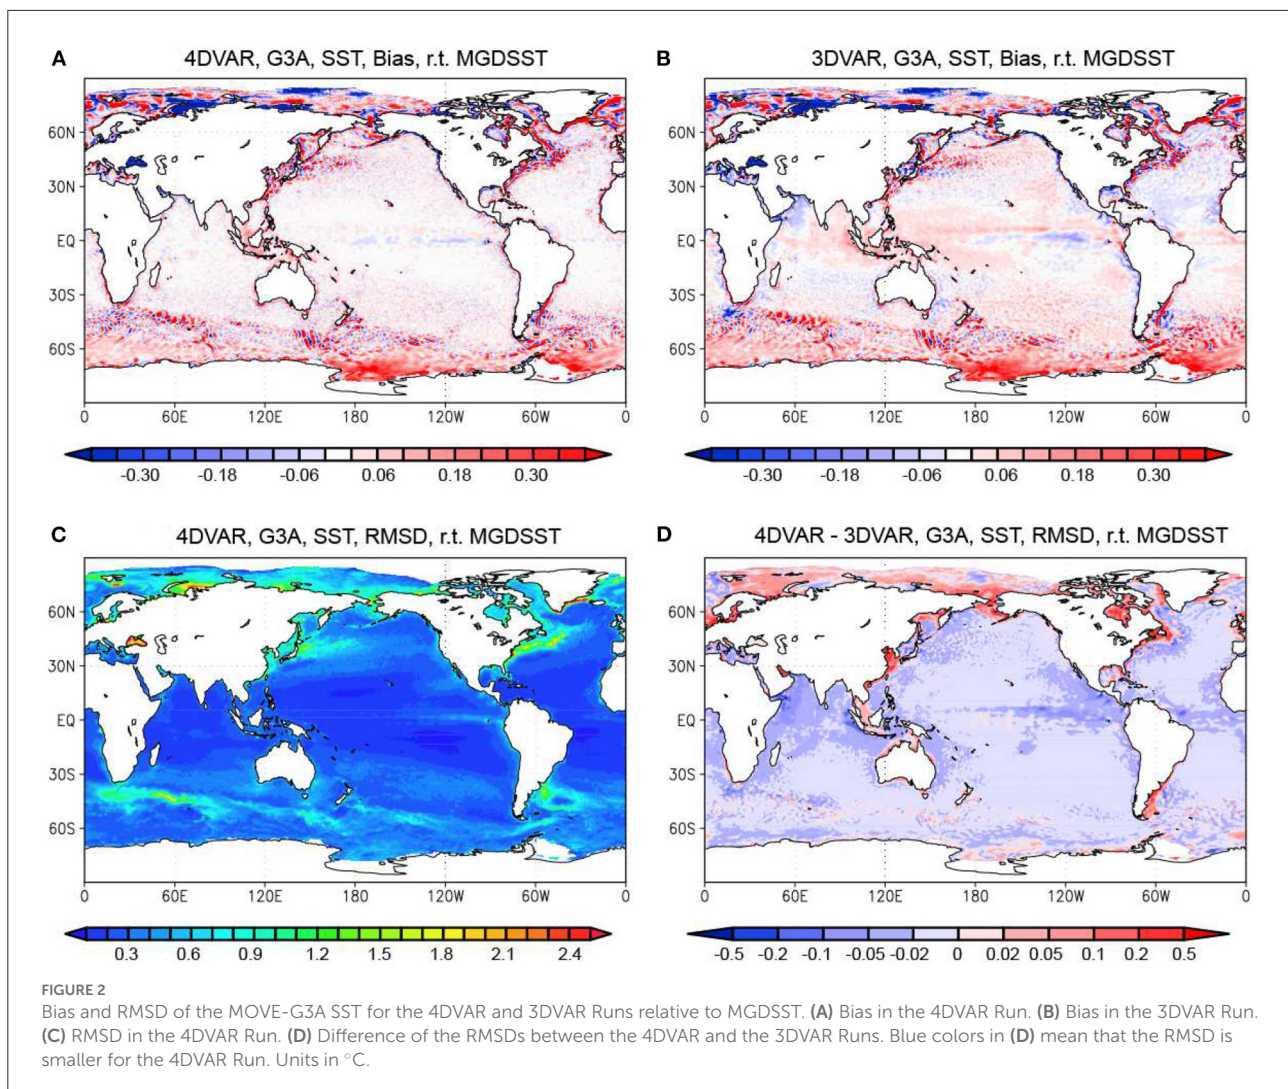 A
4DVAR, G3A, SST, Bias, r.t. MGDSST
60N
30N
EQ
30S
60S
0 60E 120E 180 120W 60W 0
-0.30 -0.18 -0.06 0.06 0.18 0.30
B
3DVAR, G3A, SST, Bias, r.t. MGDSST
60N
30N
EQ
30S
60S
0 60E 120E 180 120W 60W 0
-0.30 -0.18 -0.06 0.06 0.18 0.30
C
4DVAR, G3A, SST, RMSD, r.t. MGDSST
60N
30N
EQ
30S
60S
0 60E 120E 180 120W 60W 0
0.3 0.6 0.9 1.2 1.5 1.8 2.1 2.4
D
4DVAR - 3DVAR, G3A, SST, RMSD, r.t. MGDSST
60N
30N
EQ
30S
60S
0 60E 120E 180 120W 60W 0
-0.5 -0.2 -0.1 -0.05 -0.02 0 0.02 0.05 0.1 0.2 0.5
FIGURE 2
Bias and RMSD of the MOVE-G3A SST for the 4DVAR and 3DVAR Runs relative to MGDSST. (A) Bias in the 4DVAR Run. (B) Bias in the 3DVAR Run.
(C) RMSD in the 4DVAR Run. (D) Difference of the RMSDs between the 4DVAR and the 3DVAR Runs. Blue colors in (D) mean that the RMSD is
smaller for the 4DVAR Run. Units in °C.